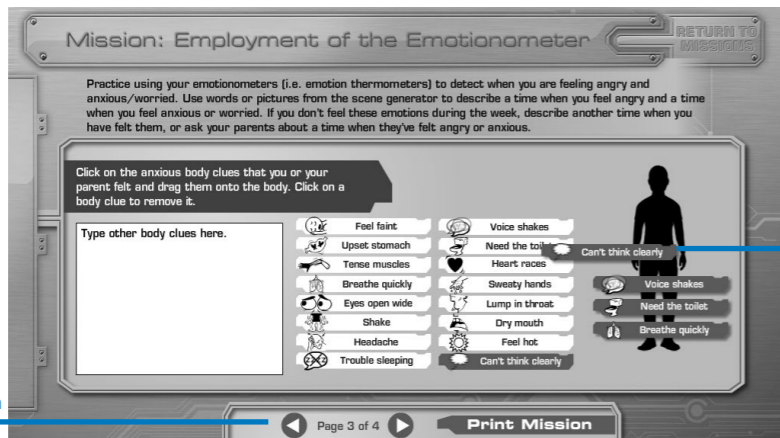 Mission: Employment of the Emotionometer
RETURN TO
MISSIONS
Practice using your emotionometers (i.e. emotion thermometers) to detect when you are feeling angry and
anxious/worried. Use words or pictures from the scene generator to describe a time when you feel angry and a time
when you feel anxious or worried. If you don't feel these emotions during the week, describe another time when you
have felt them, or ask your parents about a time when they've felt angry or anxious.
Click on the anxious body clues that you or your
parent felt and drag them onto the body. Click on a
body clue to remove it.
Type other body clues here.
Feel faint
Upset stomach
Tense muscles
Breathe quickly
Eyes open wide
Shake
Headache
Trouble sleeping
Voice shakes
Need the
Heart races
Sweaty hands
Lump in throat
Dry mouth
Feel hot
Can't think clearly
Can't think clearly
Voice shakes
Need the toilet
Breathe quickly
Page 3 of 4
Print Mission